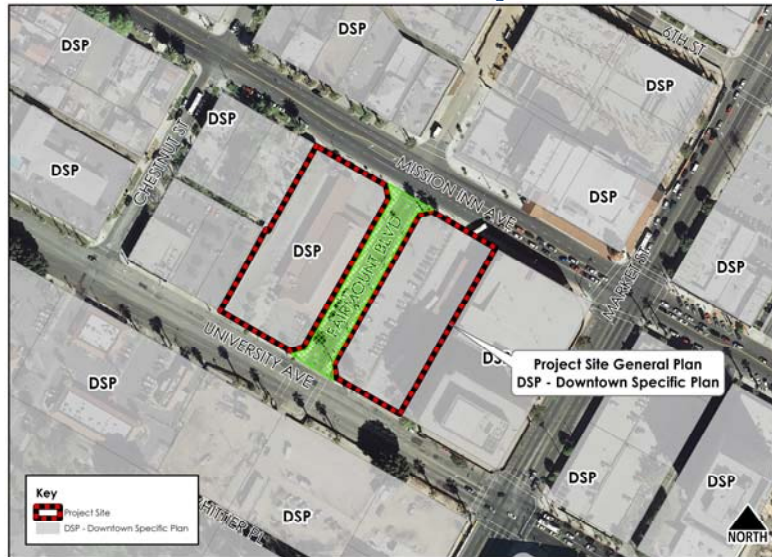 DSP
DSP
6TH ST
DSP
DSP
DSP
CHESTNUT ST
MISSION INN AVE
DSP
DSP
FAIRMOUNT BLVD
MARKET ST
DSP
UNIVERSITY AVE
Project Site General Plan
DSP - Downtown Specific Plan
DSP
DSP
DSP
DSP
DSP
Key
Project Site
DSP - Downtown Specific Plan
NORTH